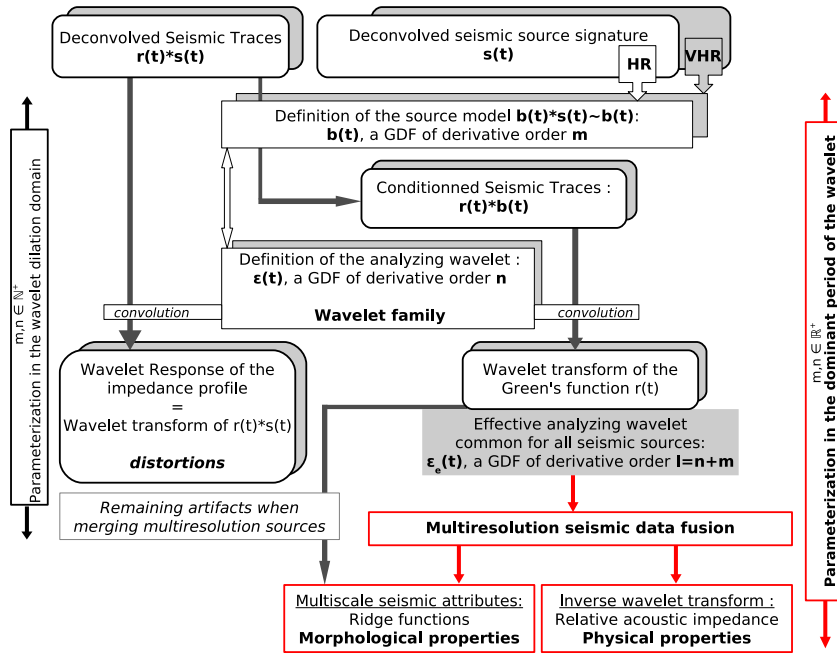 Deconvolved Seismic Traces
r(t)*s(t)
Deconvolved seismic source signature
s(t)
HR
VHR
Definition of the source model b(t)*s(t)~b(t):
b(t), a GDF of derivative order m
Conditionned Seismic Traces :
r(t)*b(t)
Definition of the analyzing wavelet :
ε(t), a GDF of derivative order n
Wavelet family
convolution
convolution
Wavelet Response of the
impedance profile
=
Wavelet transform of r(t)*s(t)
distortions
Wavelet transform of the
Green's function r(t)
Effective analyzing wavelet
common for all seismic sources:
εe(t), a GDF of derivative order l=n+m
Remaining artifacts when
merging multiresolution sources
Multiresolution seismic data fusion
Multiscale seismic attributes:
Ridge functions
Morphological properties
Inverse wavelet transform :
Relative acoustic impedance
Physical properties
m,n ∈ ℕ+
Parameterization in the wavelet dilation domain
m,n ∈ ℝ+
Parameterization in the dominant period of the wavelet